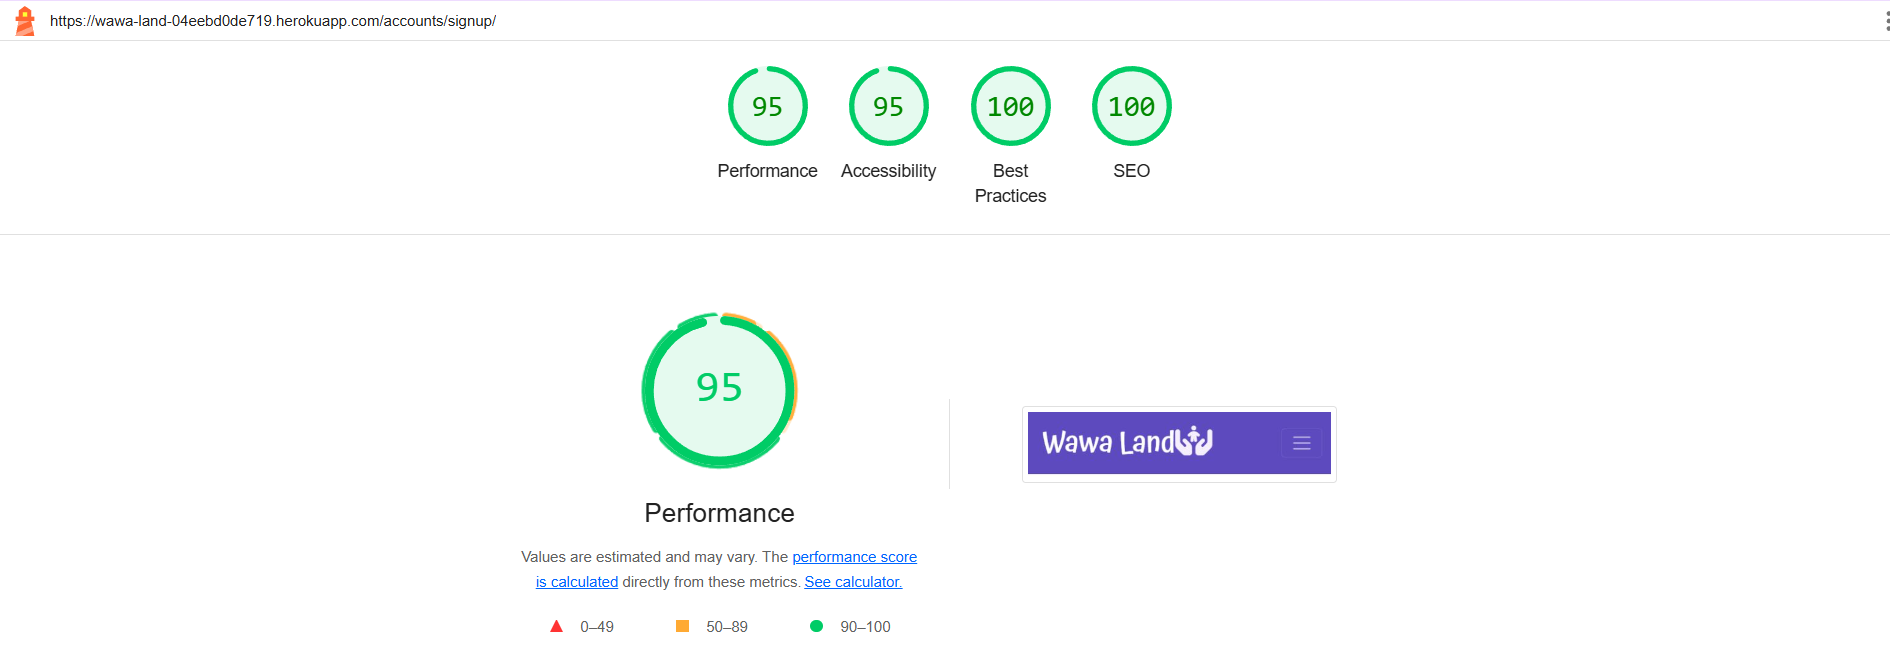 https://wawa-land-04eebd0de719.herokuapp.com/accounts/signup/
95
95
100
100
Performance
Accessibility
Best
Practices
SEO
95
Wawa Land
Performance
Values are estimated and may vary. The performance score
is calculated directly from these metrics. See calculator.
0–49
50–89
90–100